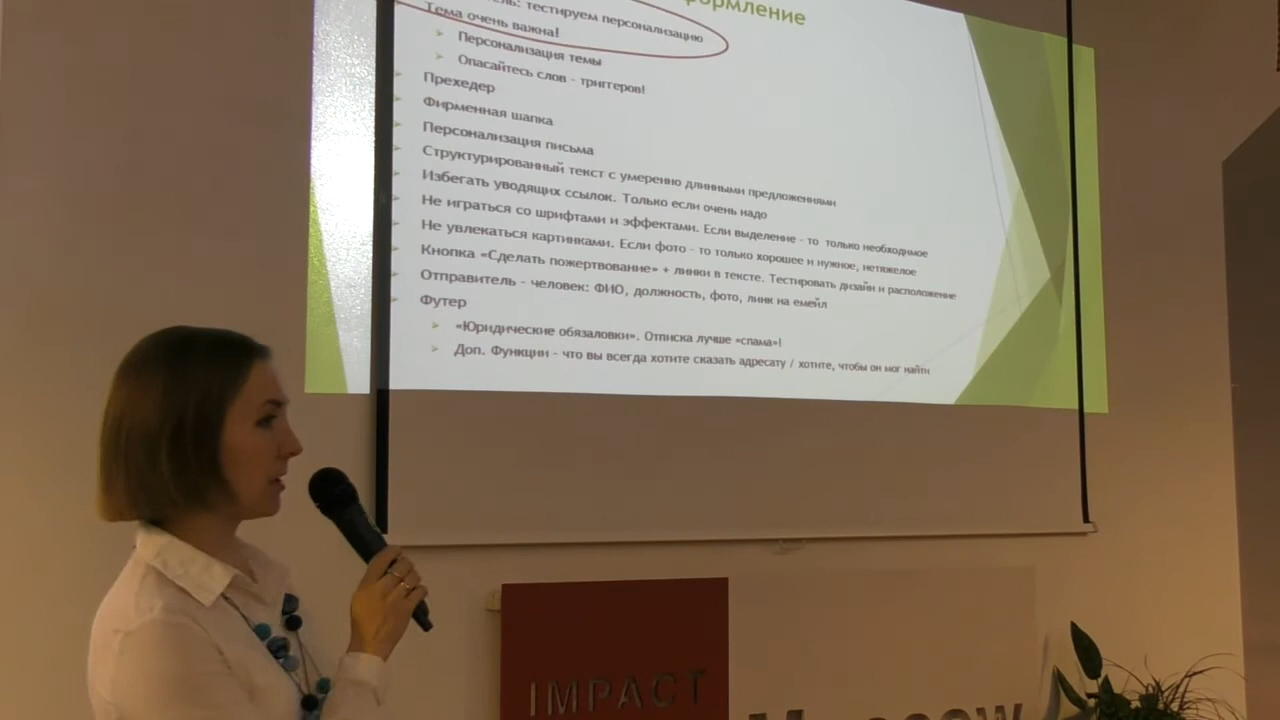 формление
тестируем персонализацию
Тема очень важна!
Персонализация темы
Опасайтесь слов - триггеров!
Прехедер
Фирменная шапка
Персонализация письма
Структурированный текст с умеренно длинными предложениями
Избегать уводящих ссылок. Только если очень надо
Не играться со шрифтами и эффектами. Если выделение - то только необходимое
Не увлекаться картинками. Если фото - то только хорошее и нужное, нетяжелое
Кнопка «Сделать пожертвование» + линки в тексте. Тестировать дизайн и расположение
Отправитель - человек: ФИО, должность, фото, линк на емейл
Футер
«Юридические обязаловки». Отписка лучше «спама»!
Доп. Функции - что вы всегда хотите сказать адресату / хотите, чтобы он мог найти
IMPACT
Moscow